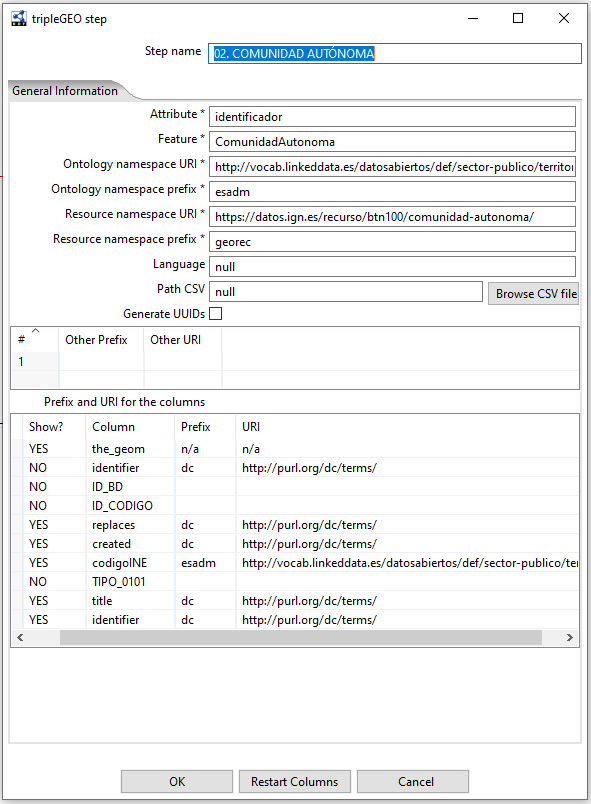 tripleGEO step
Step name 02. COMUNIDAD AUTÓNOMA
General Information
Attribute * identificador
Feature * ComunidadAutonoma
Ontology namespace URI * http://vocab.linkeddata.es/datosabiertos/def/sector-publico/territor
Ontology namespace prefix * esadm
Resource namespace URI * https://datos.ign.es/recurso/btn100/comunidad-autonoma/
Resource namespace prefix * georec
Language null
Path CSV null Browse CSV file
Generate UUIDs
# Other Prefix Other URI
1
Prefix and URI for the columns
Show? Column Prefix URI
YES the_geom n/a n/a
NO identifier dc http://purl.org/dc/terms/
NO ID_BD
NO ID_CODIGO
YES replaces dc http://purl.org/dc/terms/
YES created dc http://purl.org/dc/terms/
YES codigoINE esadm http://vocab.linkeddata.es/datosabiertos/def/sector-publico/ter
NO TIPO_0101
YES title dc http://purl.org/dc/terms/
YES identifier dc http://purl.org/dc/terms/
OK Restart Columns Cancel